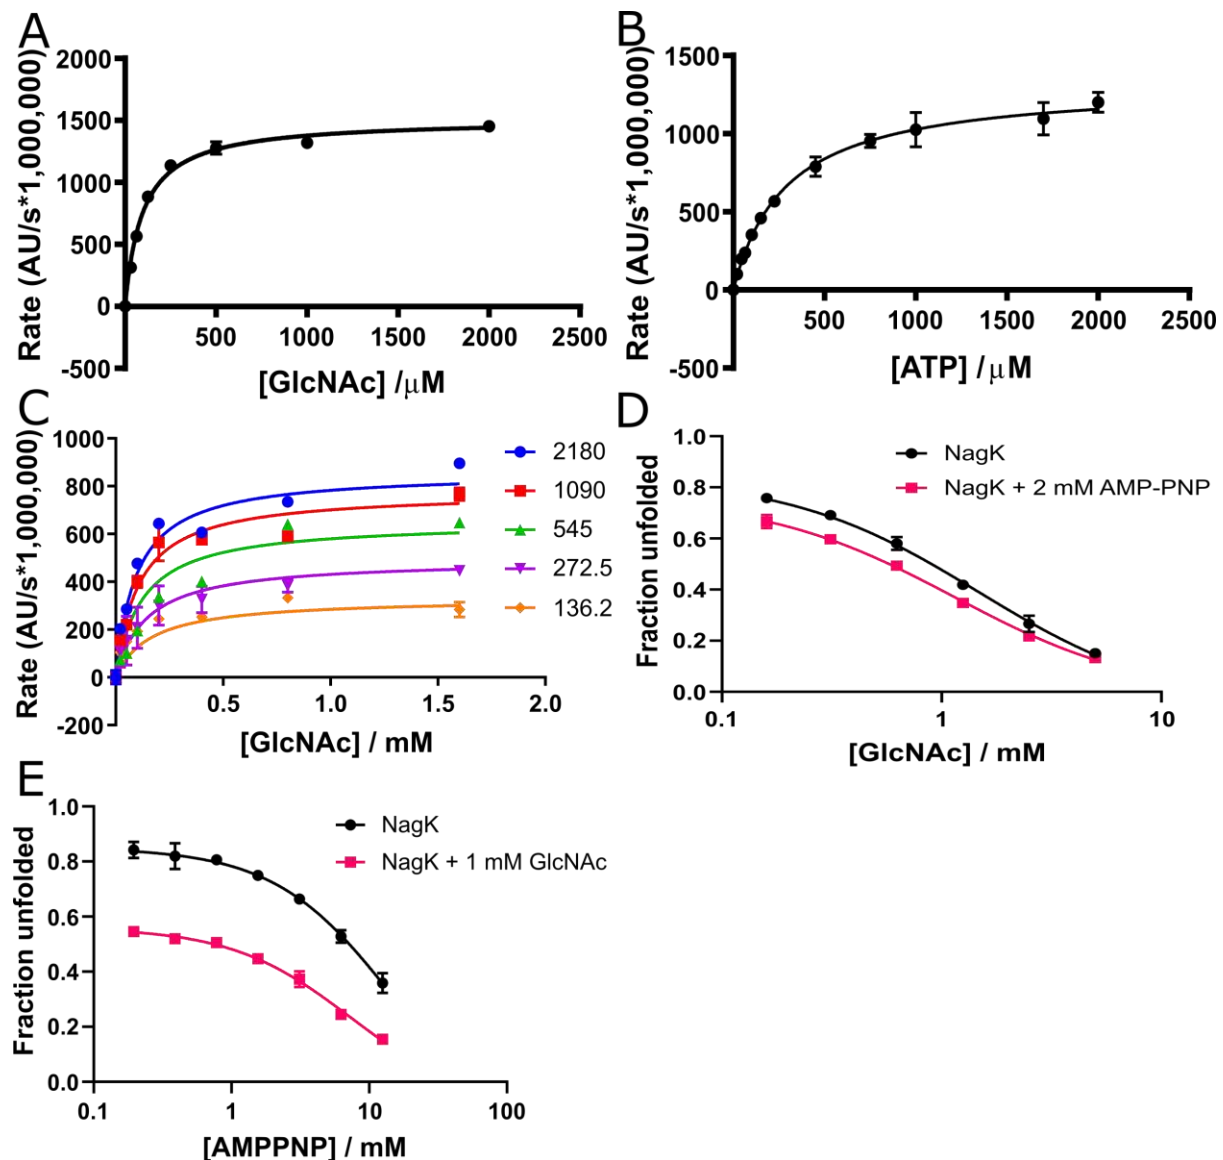 A
Rate (AU/s*1,000,000)
2000
1500
1000
500
0
-500
500
1000
1500
2000
2500
[GlcNAc] /μM
B
Rate (AU/s*1,000,000)
1500
1000
500
0
-500
500
1000
1500
2000
2500
[ATP] / μM
C
Rate (AU/s*1,000,000)
1000
800
600
400
200
0
-200
0.5
1.0
1.5
2.0
[GlcNAc] / mM
2180
1090
545
272.5
136.2
D
Fraction unfolded
1.0
0.8
0.6
0.4
0.2
0.0
0.1
1
10
[GlcNAc] / mM
NagK
NagK + 2 mM AMP-PNP
E
Fraction unfolded
1.0
0.8
0.6
0.4
0.2
0.0
0.1
1
10
100
[AMPPNP] / mM
NagK
NagK + 1 mM GlcNAc